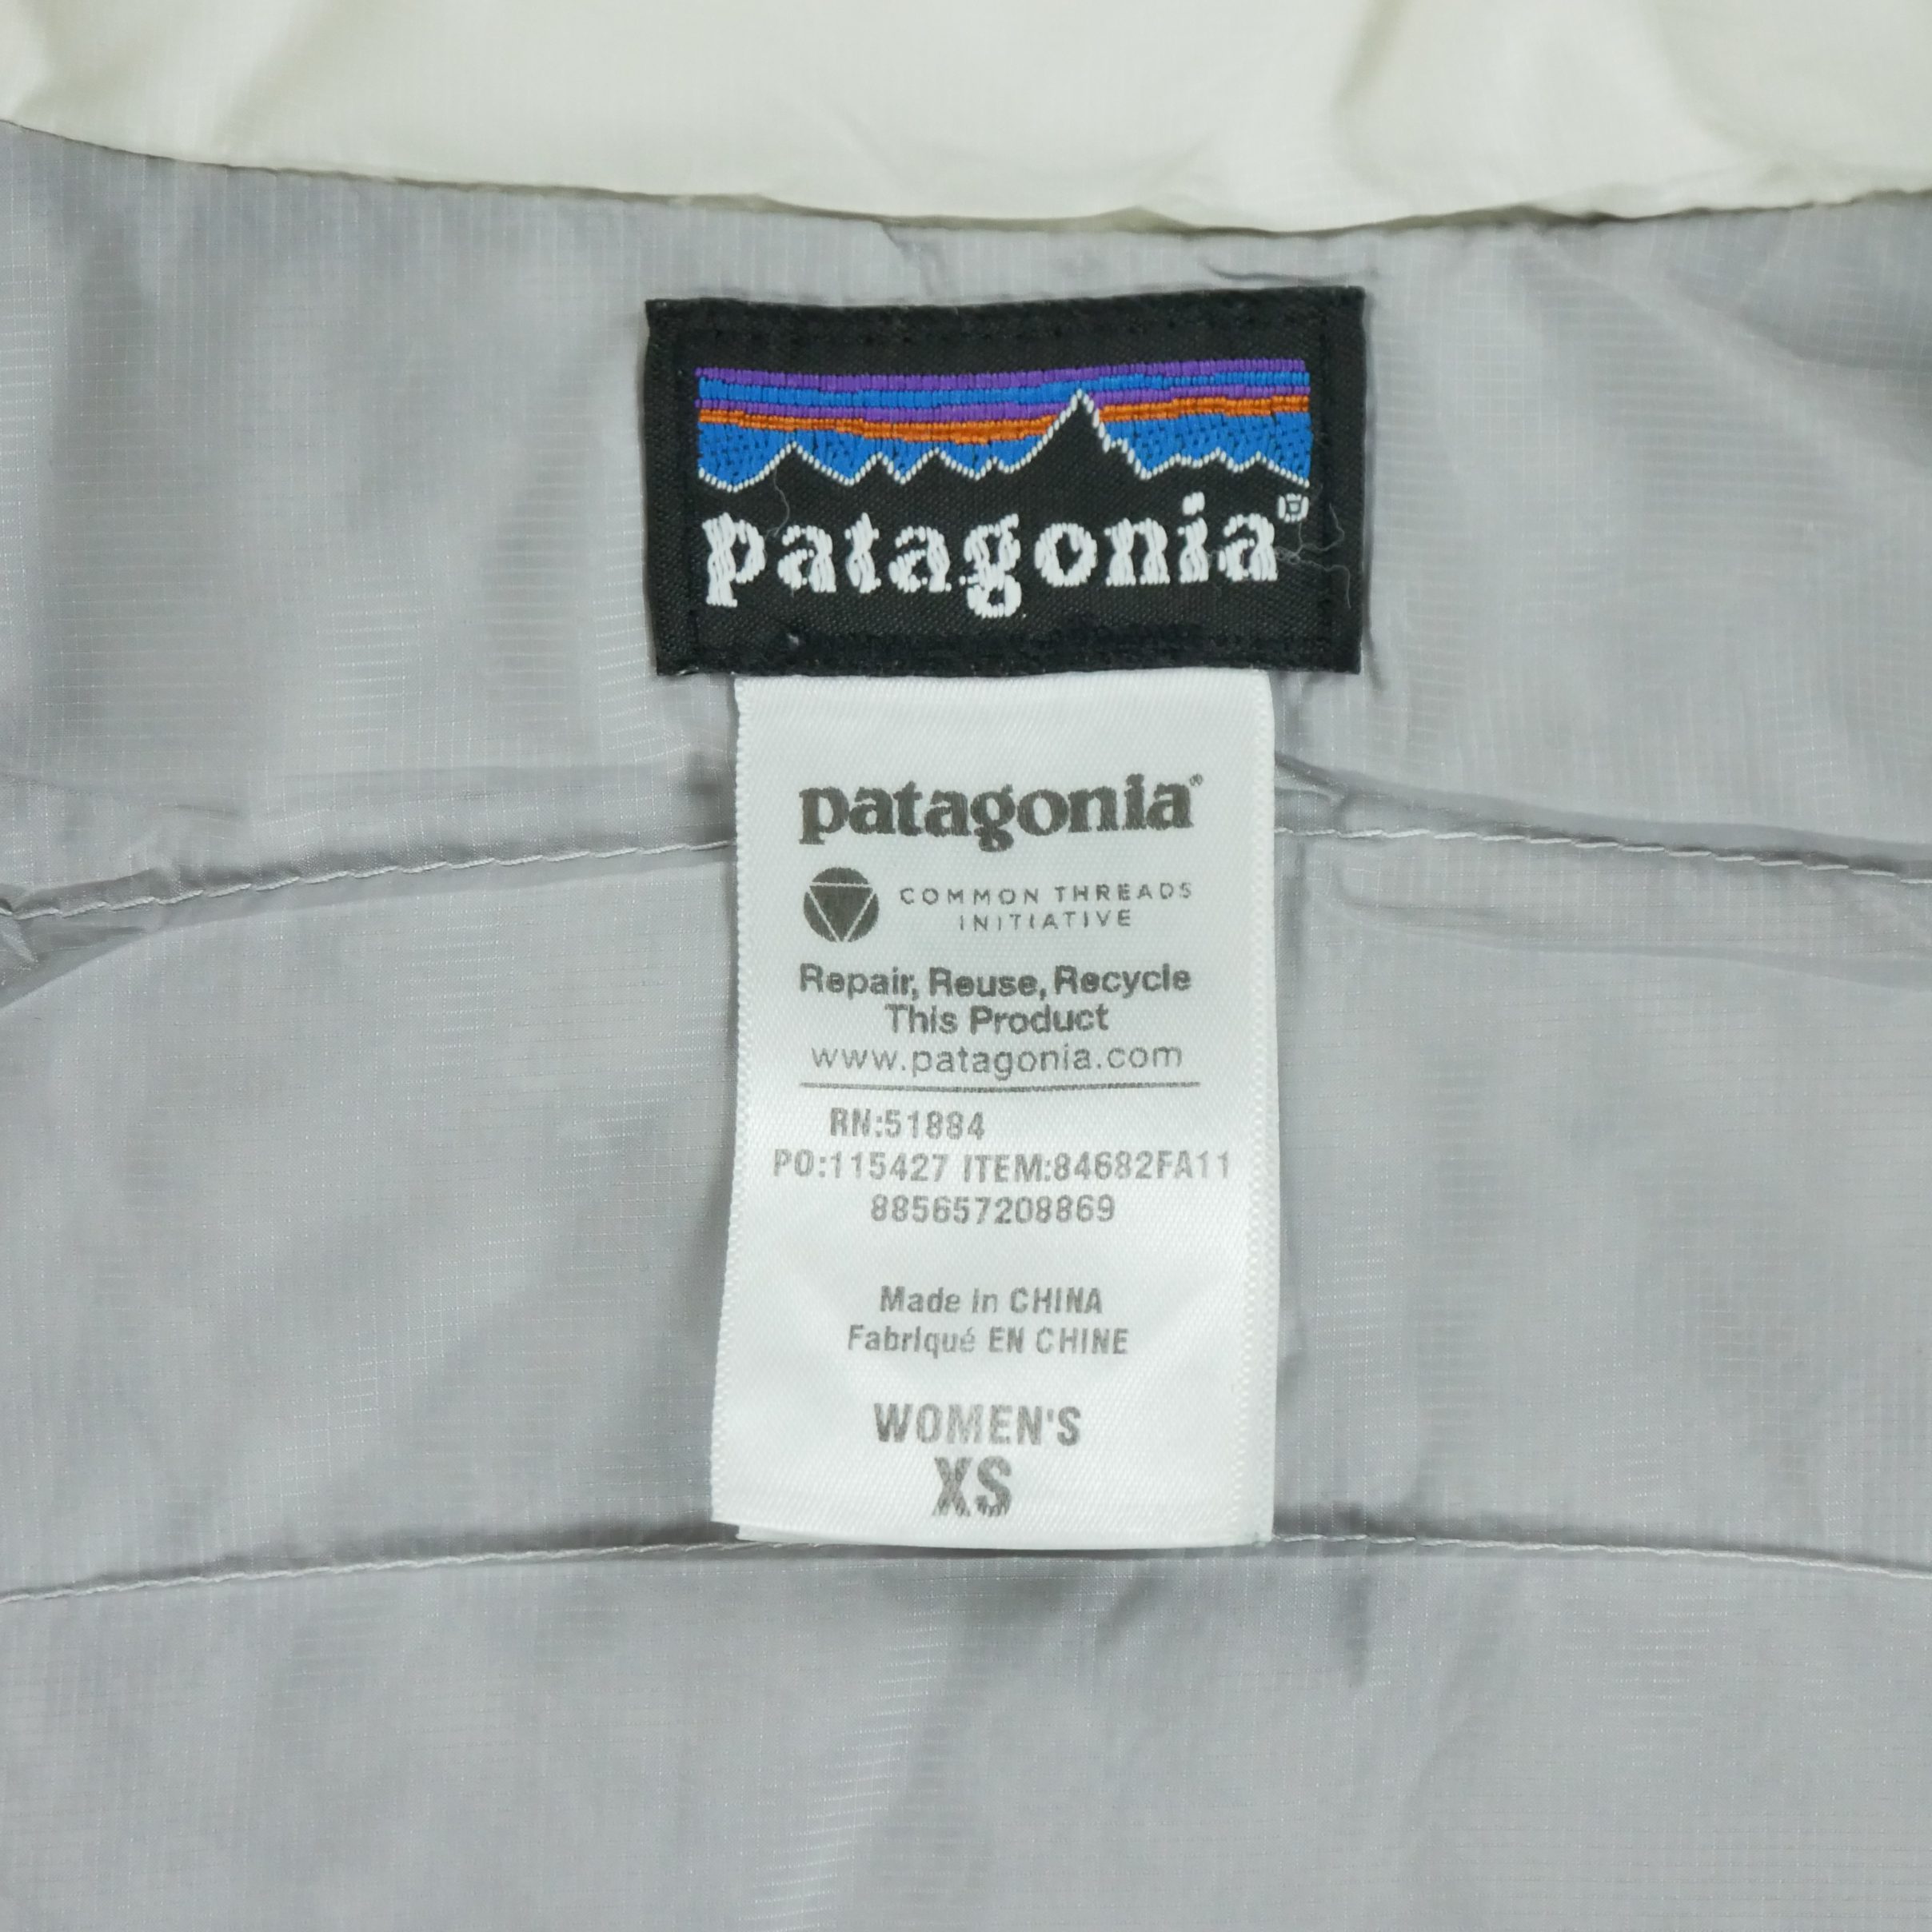 patagonia®
patagonia®
COMMON THREADS
INITIATIVE
Repair, Reuse, Recycle
This Product
www.patagonia.com
RN:51884
PO:115427 ITEM:84682FA11
885657208869
Made in CHINA
Fabriqué EN CHINE
WOMEN'S
XS